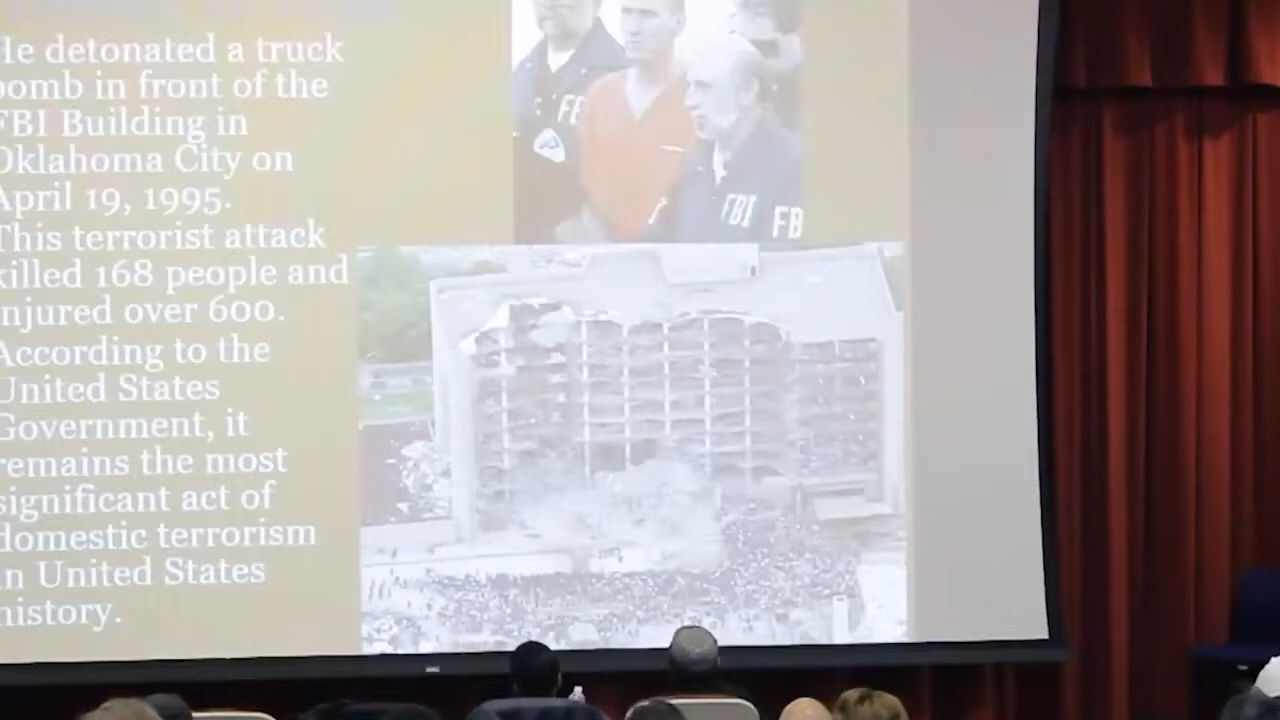 He detonated a truck
bomb in front of the
FBI Building in
Oklahoma City on
April 19, 1995.
This terrorist attack
killed 168 people and
injured over 600.
According to the
United States
Government, it
remains the most
significant act of
domestic terrorism
in United States
history.
FBI
FB